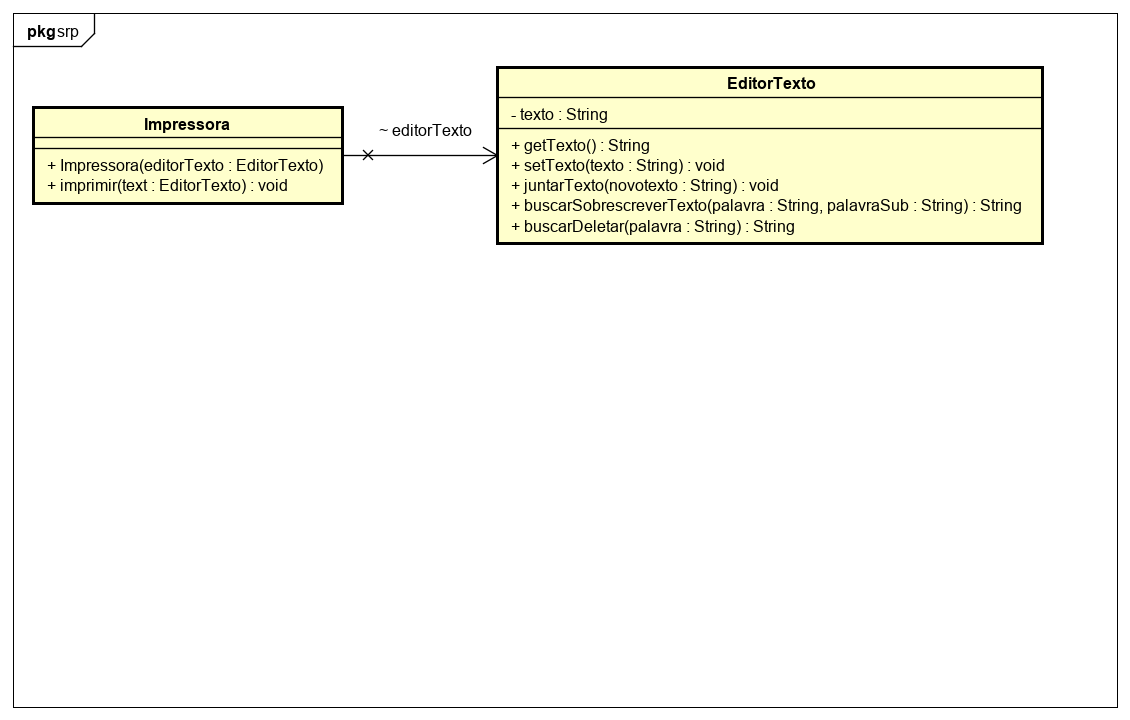 pkg srp
Impressora
+ Impressora(editorTexto : EditorTexto)
+ imprimir(text : EditorTexto) : void
~ editorTexto
EditorTexto
- texto : String
+ getTexto() : String
+ setTexto(texto : String) : void
+ juntarTexto(novotexto : String) : void
+ buscarSobrescreverTexto(palavra : String, palavraSub : String) : String
+ buscarDeletar(palavra : String) : String